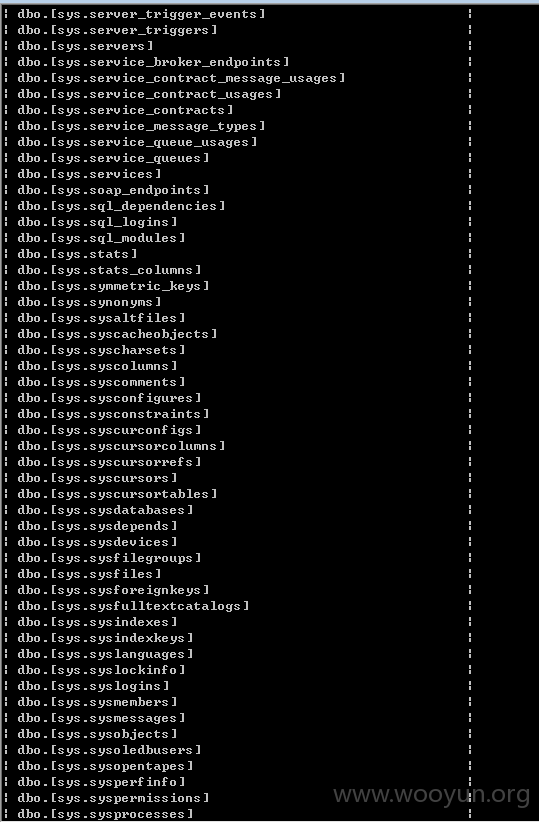 ¦ dbo.[sys.server_trigger_events] ¦
¦ dbo.[sys.server_triggers] ¦
¦ dbo.[sys.servers] ¦
¦ dbo.[sys.service_broker_endpoints] ¦
¦ dbo.[sys.service_contract_message_usages] ¦
¦ dbo.[sys.service_contract_usages] ¦
¦ dbo.[sys.service_contracts] ¦
¦ dbo.[sys.service_message_types] ¦
¦ dbo.[sys.service_queue_usages] ¦
¦ dbo.[sys.service_queues] ¦
¦ dbo.[sys.services] ¦
¦ dbo.[sys.soap_endpoints] ¦
¦ dbo.[sys.sql_dependencies] ¦
¦ dbo.[sys.sql_logins] ¦
¦ dbo.[sys.sql_modules] ¦
¦ dbo.[sys.stats] ¦
¦ dbo.[sys.stats_columns] ¦
¦ dbo.[sys.symmetric_keys] ¦
¦ dbo.[sys.synonyms] ¦
¦ dbo.[sys.sysaltfiles] ¦
¦ dbo.[sys.syscacheobjects] ¦
¦ dbo.[sys.syscharsets] ¦
¦ dbo.[sys.syscolumns] ¦
¦ dbo.[sys.syscomments] ¦
¦ dbo.[sys.sysconfigures] ¦
¦ dbo.[sys.sysconstraints] ¦
¦ dbo.[sys.syscurconfigs] ¦
¦ dbo.[sys.syscursorcolumns] ¦
¦ dbo.[sys.syscursorrefs] ¦
¦ dbo.[sys.syscursors] ¦
¦ dbo.[sys.syscursortables] ¦
¦ dbo.[sys.sysdatabases] ¦
¦ dbo.[sys.sysdepends] ¦
¦ dbo.[sys.sysdevices] ¦
¦ dbo.[sys.sysfilegroups] ¦
¦ dbo.[sys.sysfiles] ¦
¦ dbo.[sys.sysforeignkeys] ¦
¦ dbo.[sys.sysfulltextcatalogs] ¦
¦ dbo.[sys.sysindexes] ¦
¦ dbo.[sys.sysindexkeys] ¦
¦ dbo.[sys.syslanguages] ¦
¦ dbo.[sys.syslockinfo] ¦
¦ dbo.[sys.syslogins] ¦
¦ dbo.[sys.sysmembers] ¦
¦ dbo.[sys.sysmessages] ¦
¦ dbo.[sys.sysobjects] ¦
¦ dbo.[sys.sysoledbusers] ¦
¦ dbo.[sys.sysopentapes] ¦
¦ dbo.[sys.sysperfinfo] ¦
¦ dbo.[sys.syspermissions] ¦
¦ dbo.[sys.sysprocesses] ¦
www.wooyun.org